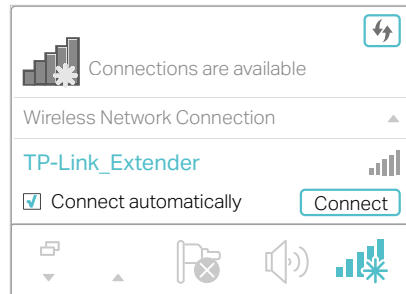 Connections are available
Wireless Network Connection
TP-Link_Extender
Connect automatically
Connect